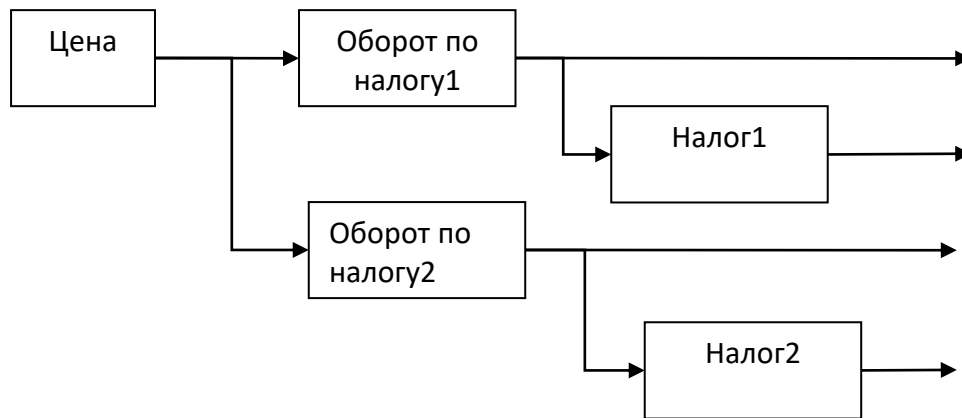 Цена
Оборот по
налогу1
Налог1
Оборот по
налогу2
Налог2